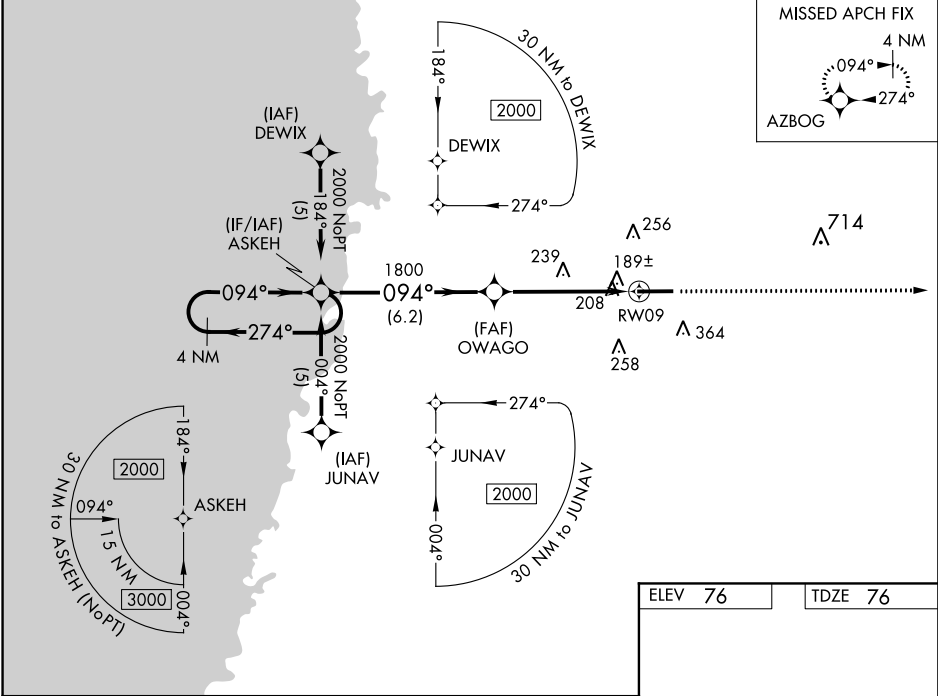 MISSED APCH FIX
4 NM
094°
274°
AZBOG
30 NM to DEWIX
184°
2000
DEWIX
274°
(IAF)
DEWIX
2000 NoPT
184°
(5)
(IF/IAF)
ASKEH
094°
274°
4 NM
1800
094°
(6.2)
(FAF)
OWAGO
239
256
189±
208
RW09
714
364
258
2000 NoPT
004°
(5)
(IAF)
JUNAV
274°
JUNAV
2000
004°
30 NM to JUNAV
184°
2000
094°
ASKEH
15 NM
3000
004°
30 NM to ASKEH (NoPT)
ELEV 76
TDZE 76